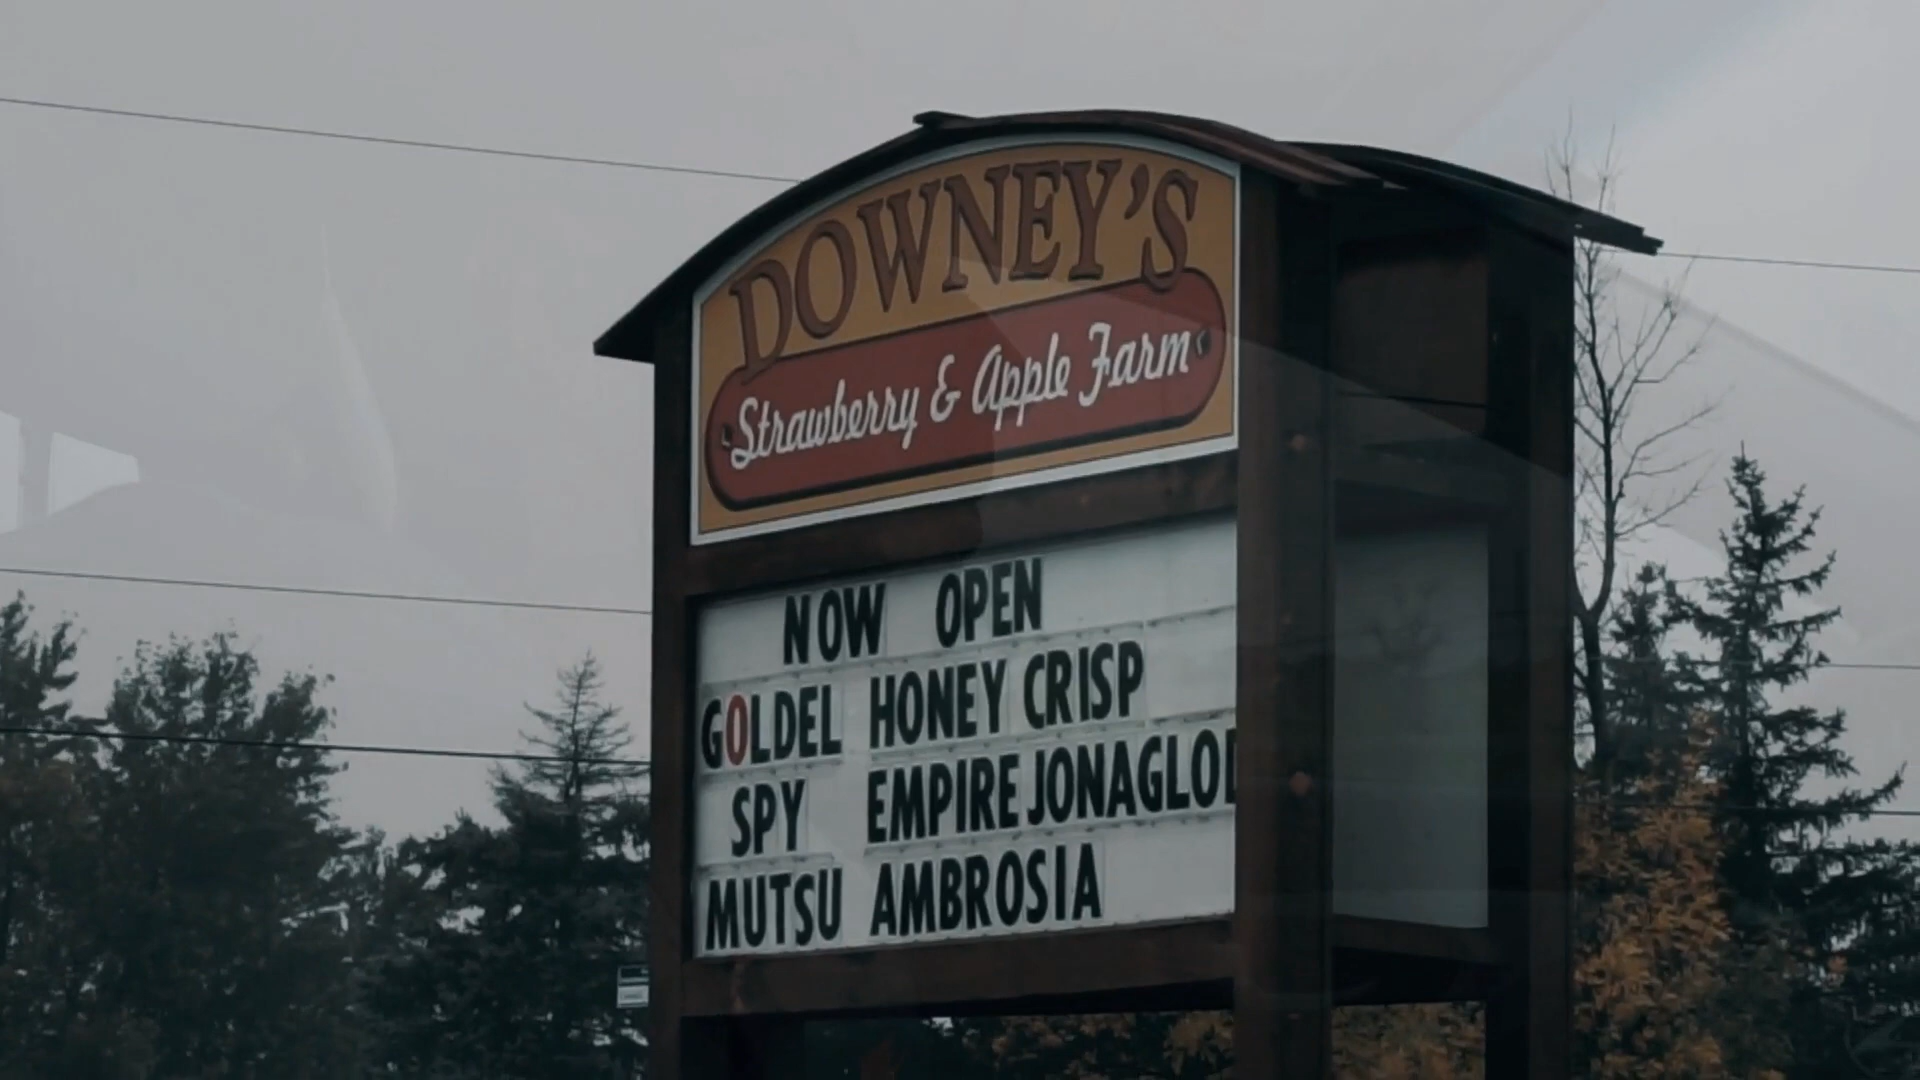 DOWNEY'S
Strawberry & Apple Farm
NOW OPEN
GOLDEL HONEY CRISP
SPY EMPIRE JONAGLOD
MUTSU AMBROSIA